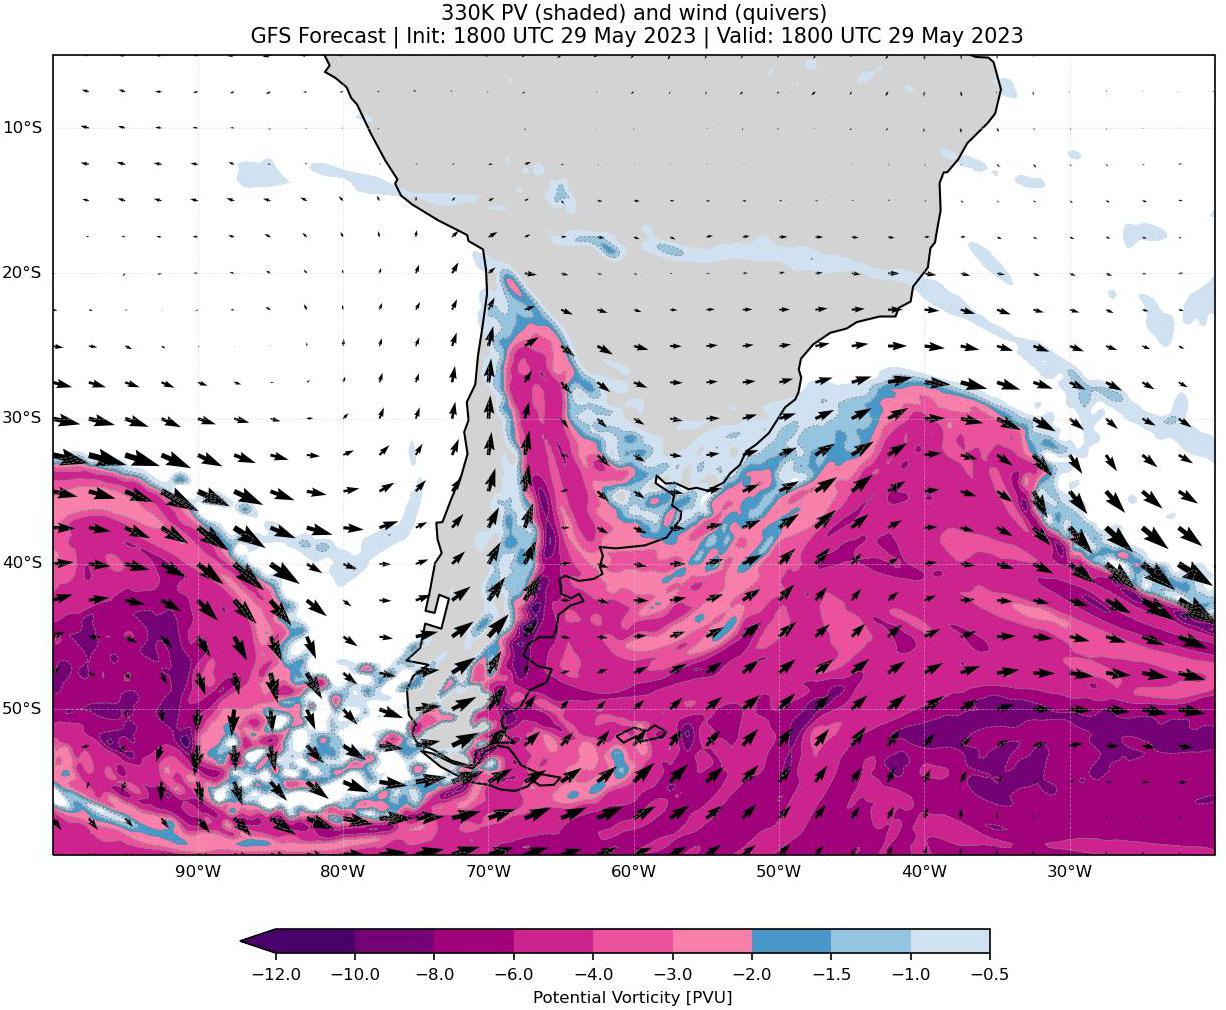 330K PV (shaded) and wind (quivers)
GFS Forecast | Init: 1800 UTC 29 May 2023 | Valid: 1800 UTC 29 May 2023
10°S
20°S
30°S
40°S
50°S
90°W 80°W 70°W 60°W 50°W 40°W 30°W
−12.0 −10.0 −8.0 −6.0 −4.0 −3.0 −2.0 −1.5 −1.0 −0.5
Potential Vorticity [PVU]